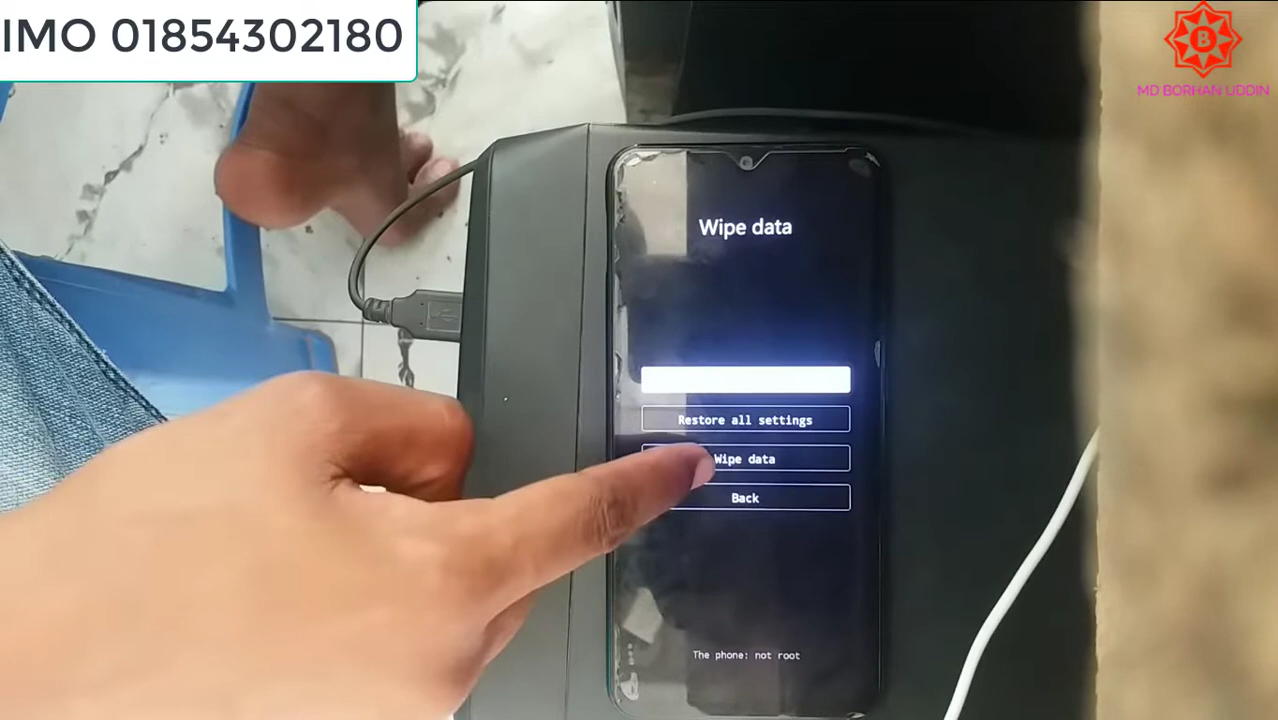 IMO 01854302180
B
MD BORHAN UDDIN
Wipe data
Restore all settings
Wipe data
Back
The phone: not root